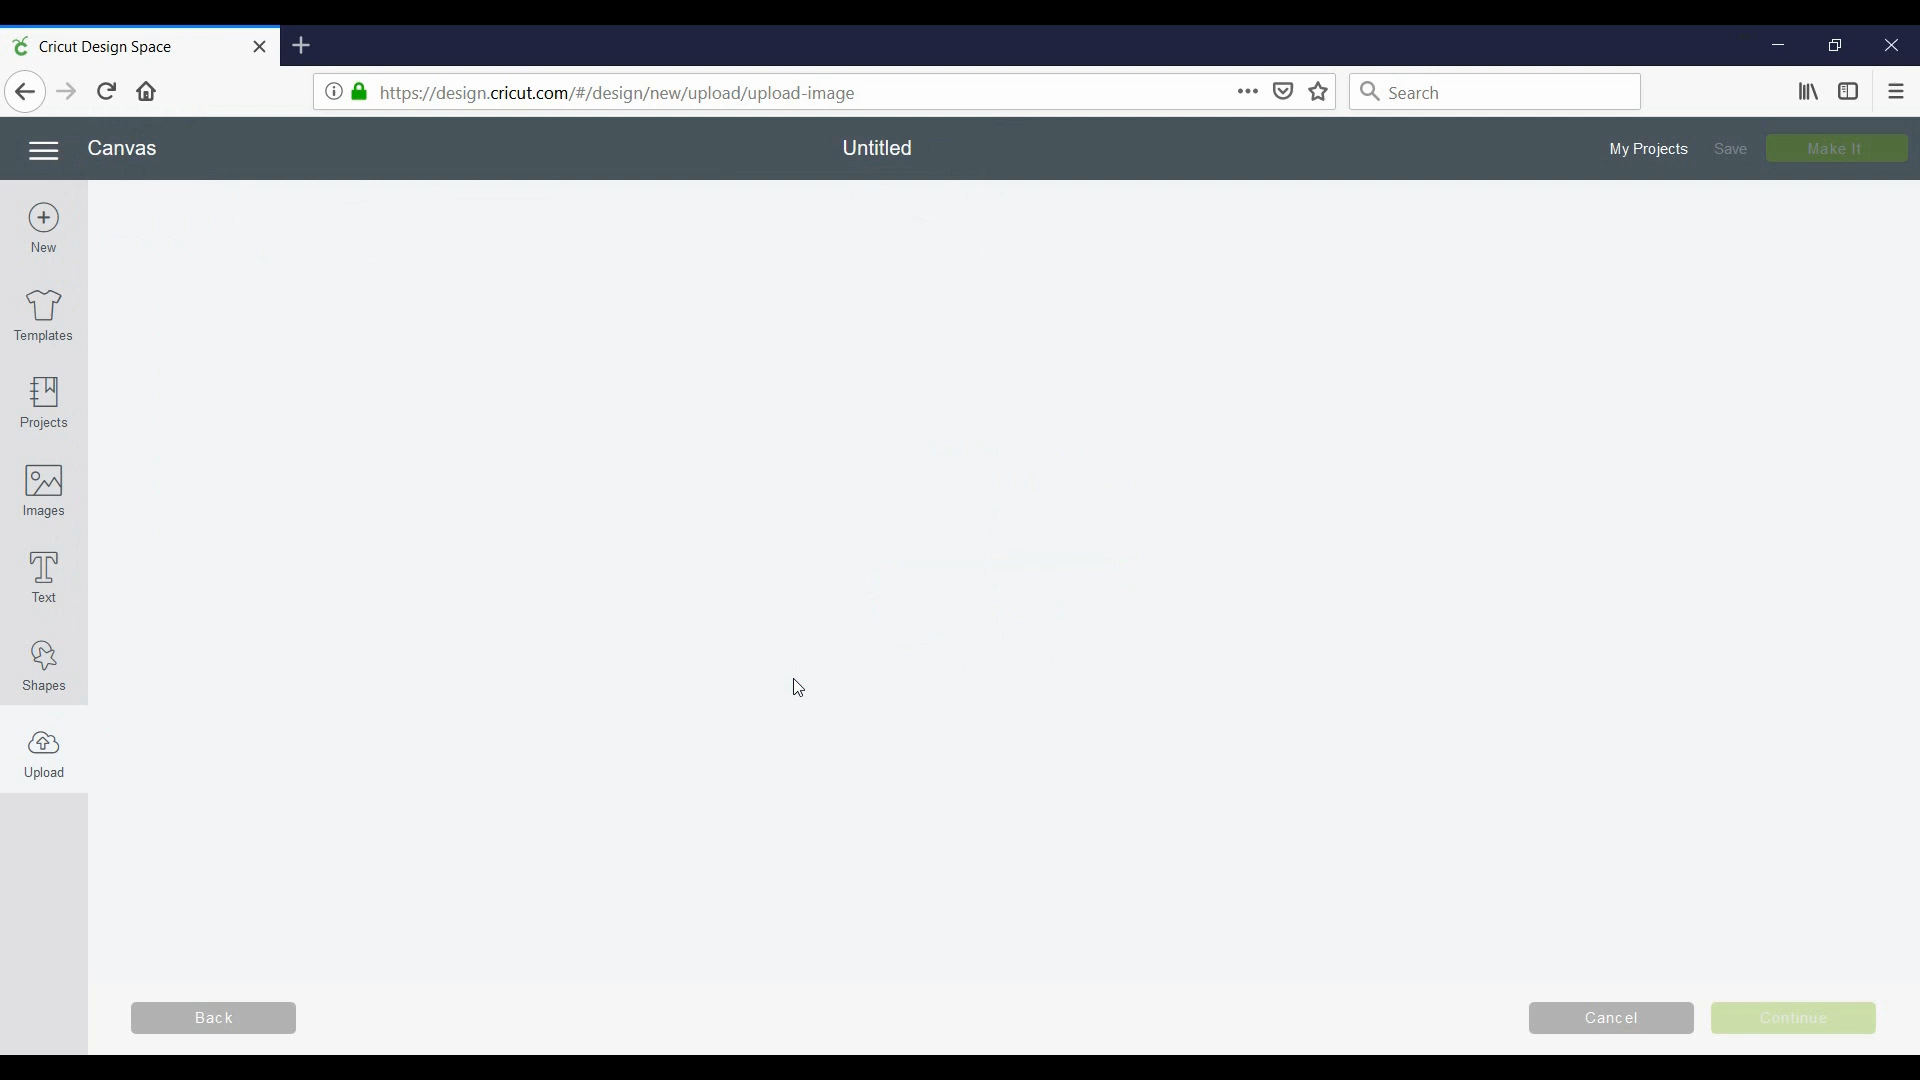 Cricut Design Space
https://design.cricut.com/#/design/new/upload/upload-image
Search
Canvas
Untitled
My Projects
Save
Make It
New
Templates
Projects
Images
Text
Shapes
Upload
Back
Cancel
Continue